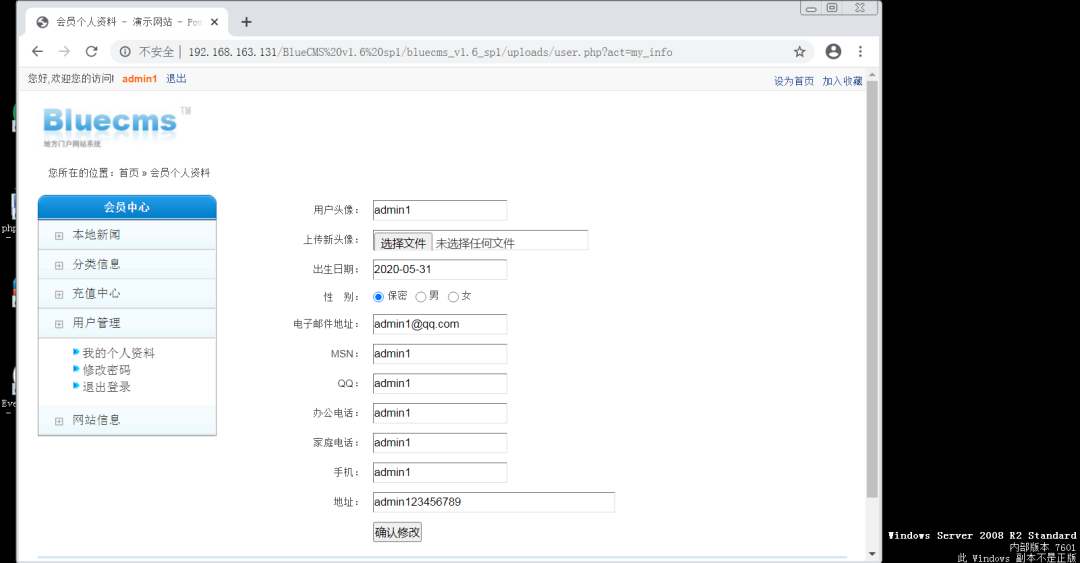 会员个人资料 - 演示网站 - Pow
不安全 | 192.168.163.131/BlueCMS%20v1.6%20sp1/bluecms_v1.6_sp1/uploads/user.php?act=my_info
您好,欢迎您的访问! admin1 退出
设为首页 加入收藏
Bluecms TM
地方门户网站系统
您所在的位置：首页 » 会员个人资料
会员中心
本地新闻
分类信息
充值中心
用户管理
我的个人资料
修改密码
退出登录
网站信息
用户头像： admin1
上传新头像： 选择文件 未选择任何文件
出生日期： 2020-05-31
性 别： 保密 男 女
电子邮件地址： admin1@qq.com
MSN： admin1
QQ： admin1
办公电话： admin1
家庭电话： admin1
手机： admin1
地址： admin123456789
确认修改
php
Eve
Windows Server 2008 R2 Standard
内部版本 7601
此 Windows 副本不是正版